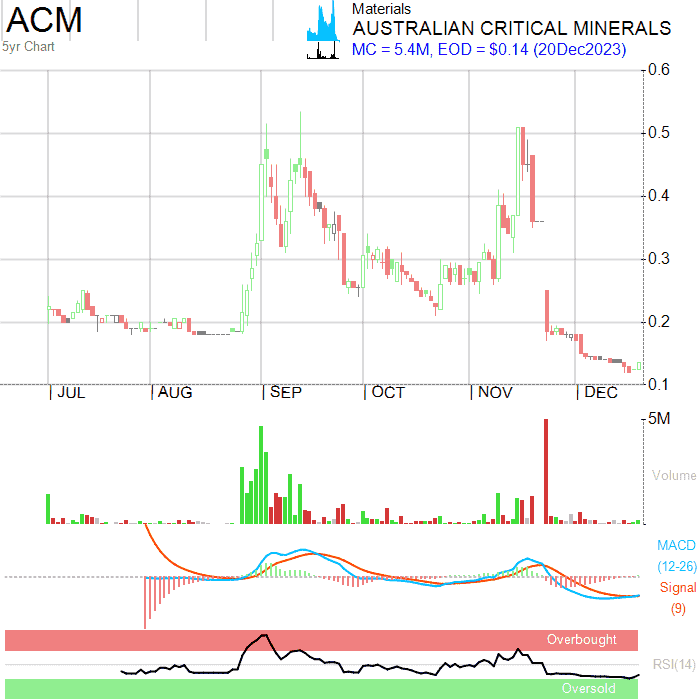 ACM
5yr Chart
Materials
AUSTRALIAN CRITICAL MINERALS
MC = 5.4M, EOD = $0.14 (20Dec2023)
0.6
0.5
0.4
0.3
0.2
0.1
JUL
AUG
SEP
OCT
NOV
DEC
5M
Volume
MACD
(12-26)
Signal
(9)
Overbought
RSI(14)
Oversold